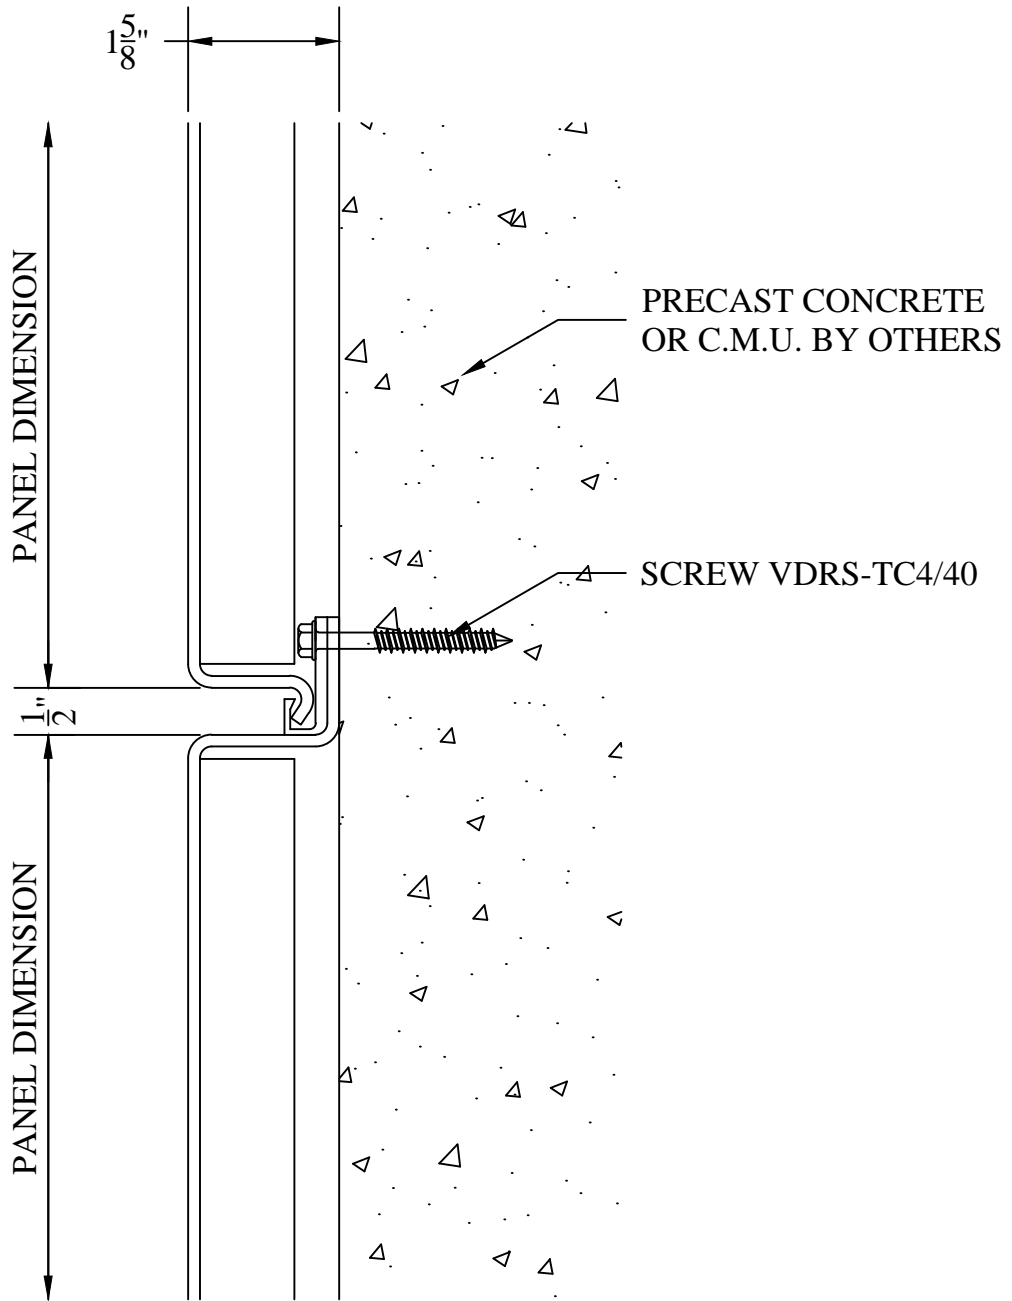 1 5/8"
PANEL DIMENSION
PRECAST CONCRETE
OR C.M.U. BY OTHERS
SCREW VDRS-TC4/40
1/2"
PANEL DIMENSION